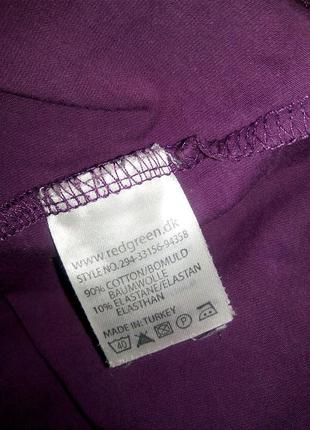 www.redgreen.dk
STYLE NO. 294-33156-94358
90% COTTON/BOMULD
BAUMWOLLE
10% ELASTANE/ELASTAN
ELASTHAN
MADE IN: TURKEY
40 P